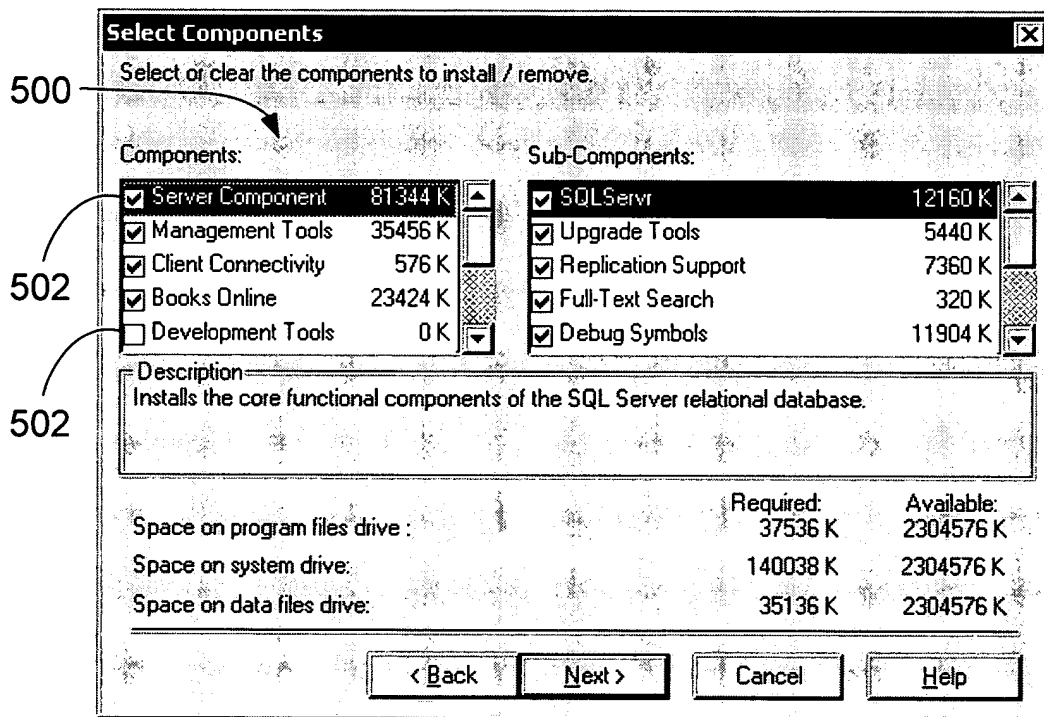 Select Components
Select or clear the components to install / remove.
500
Components:
Sub-Components:
Server Component 81344 K
Management Tools 35456 K
Client Connectivity 576 K
Books Online 23424 K
Development Tools 0 K
502
502
SQLServr 12160 K
Upgrade Tools 5440 K
Replication Support 7360 K
Full-Text Search 320 K
Debug Symbols 11904 K
Description
Installs the core functional components of the SQL Server relational database.
Required: Available:
Space on program files drive : 37536 K 2304576 K
Space on system drive: 140038 K 2304576 K
Space on data files drive: 35136 K 2304576 K
< Back Next > Cancel Help